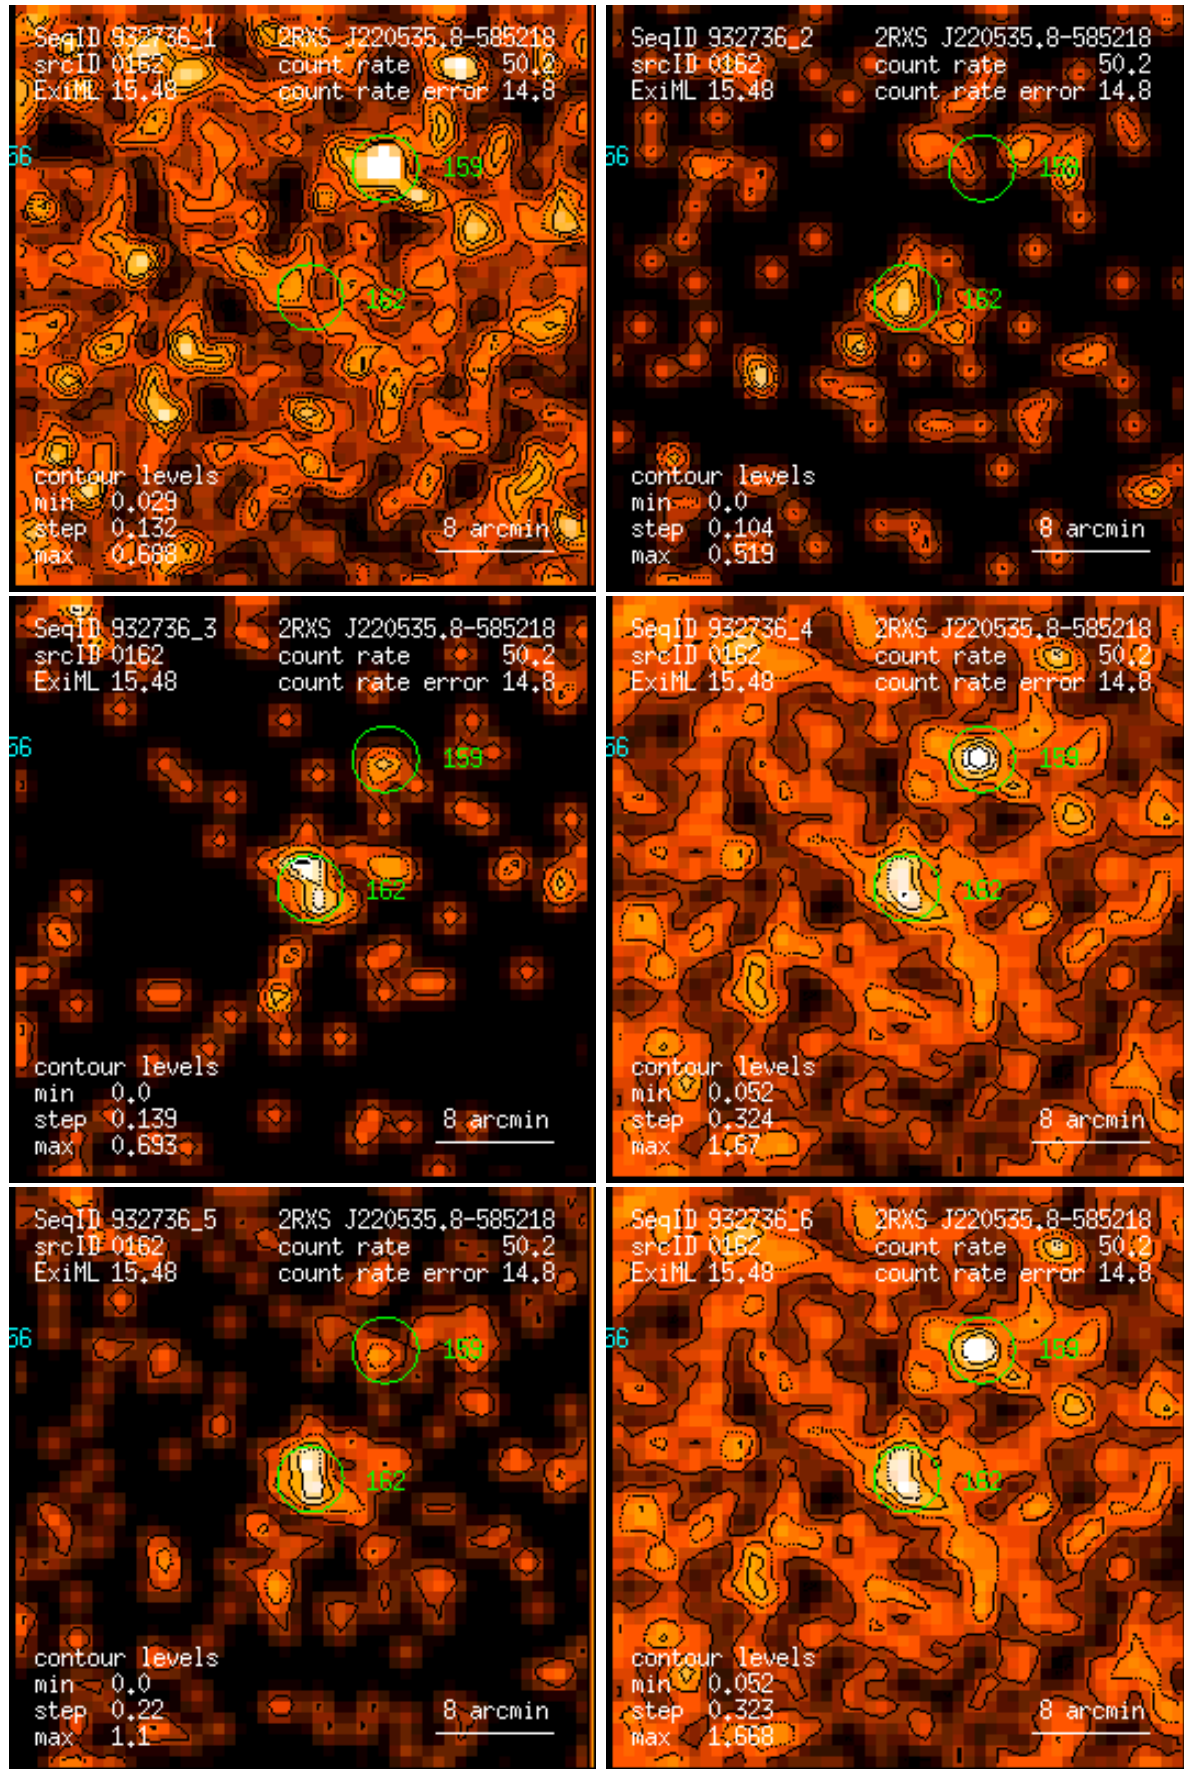 SeqID 932736_1 2RXS J220535.8-585218
srcID 0162 count rate 50.2
ExiML 15.48 count rate error 14.8
56
159
162
contour levels
min 0.029
step 0.132 8 arcmin
max 0.688
SeqID 932736_2 2RXS J220535.8-585218
srcID 0162 count rate 50.2
ExiML 15.48 count rate error 14.8
56
159
162
contour levels
min 0.0
step 0.104 8 arcmin
max 0.519
SeqID 932736_3 2RXS J220535.8-585218
srcID 0162 count rate 50.2
ExiML 15.48 count rate error 14.8
56
159
162
contour levels
min 0.0
step 0.139 8 arcmin
max 0.693
SeqID 932736_4 2RXS J220535.8-585218
srcID 0162 count rate 50.2
ExiML 15.48 count rate error 14.8
56
159
162
contour levels
min 0.052
step 0.324 8 arcmin
max 1.67
SeqID 932736_5 2RXS J220535.8-585218
srcID 0162 count rate 50.2
ExiML 15.48 count rate error 14.8
56
159
162
contour levels
min 0.0
step 0.22 8 arcmin
max 1.1
SeqID 932736_6 2RXS J220535.8-585218
srcID 0162 count rate 50.2
ExiML 15.48 count rate error 14.8
56
159
162
contour levels
min 0.052
step 0.323 8 arcmin
max 1.668